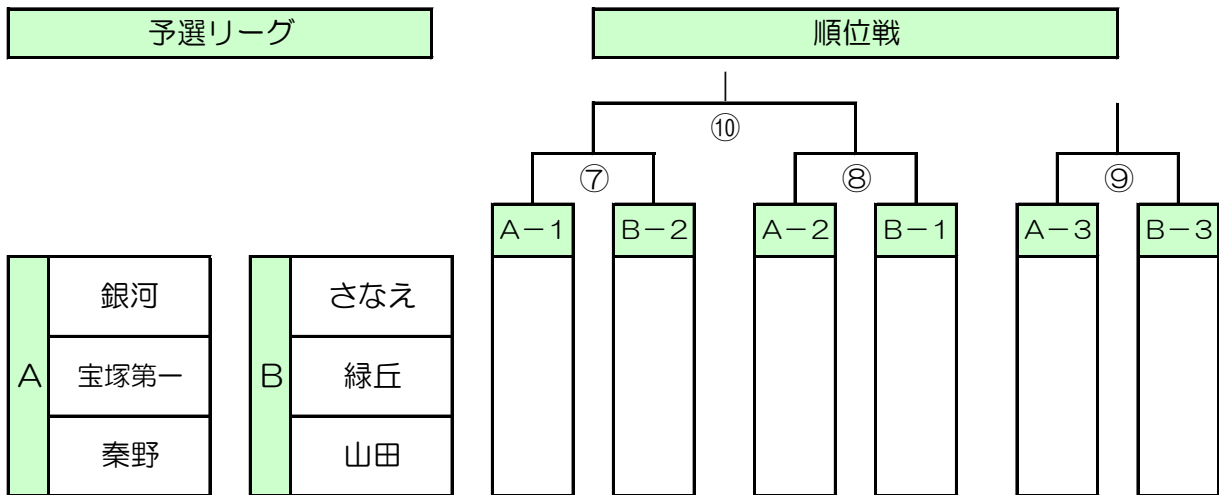 予選リーグ
順位戦
⑩
⑦
⑧
⑨
A－1
B－2
A－2
B－1
A－3
B－3
A
銀河
宝塚第一
秦野
B
さなえ
緑丘
山田